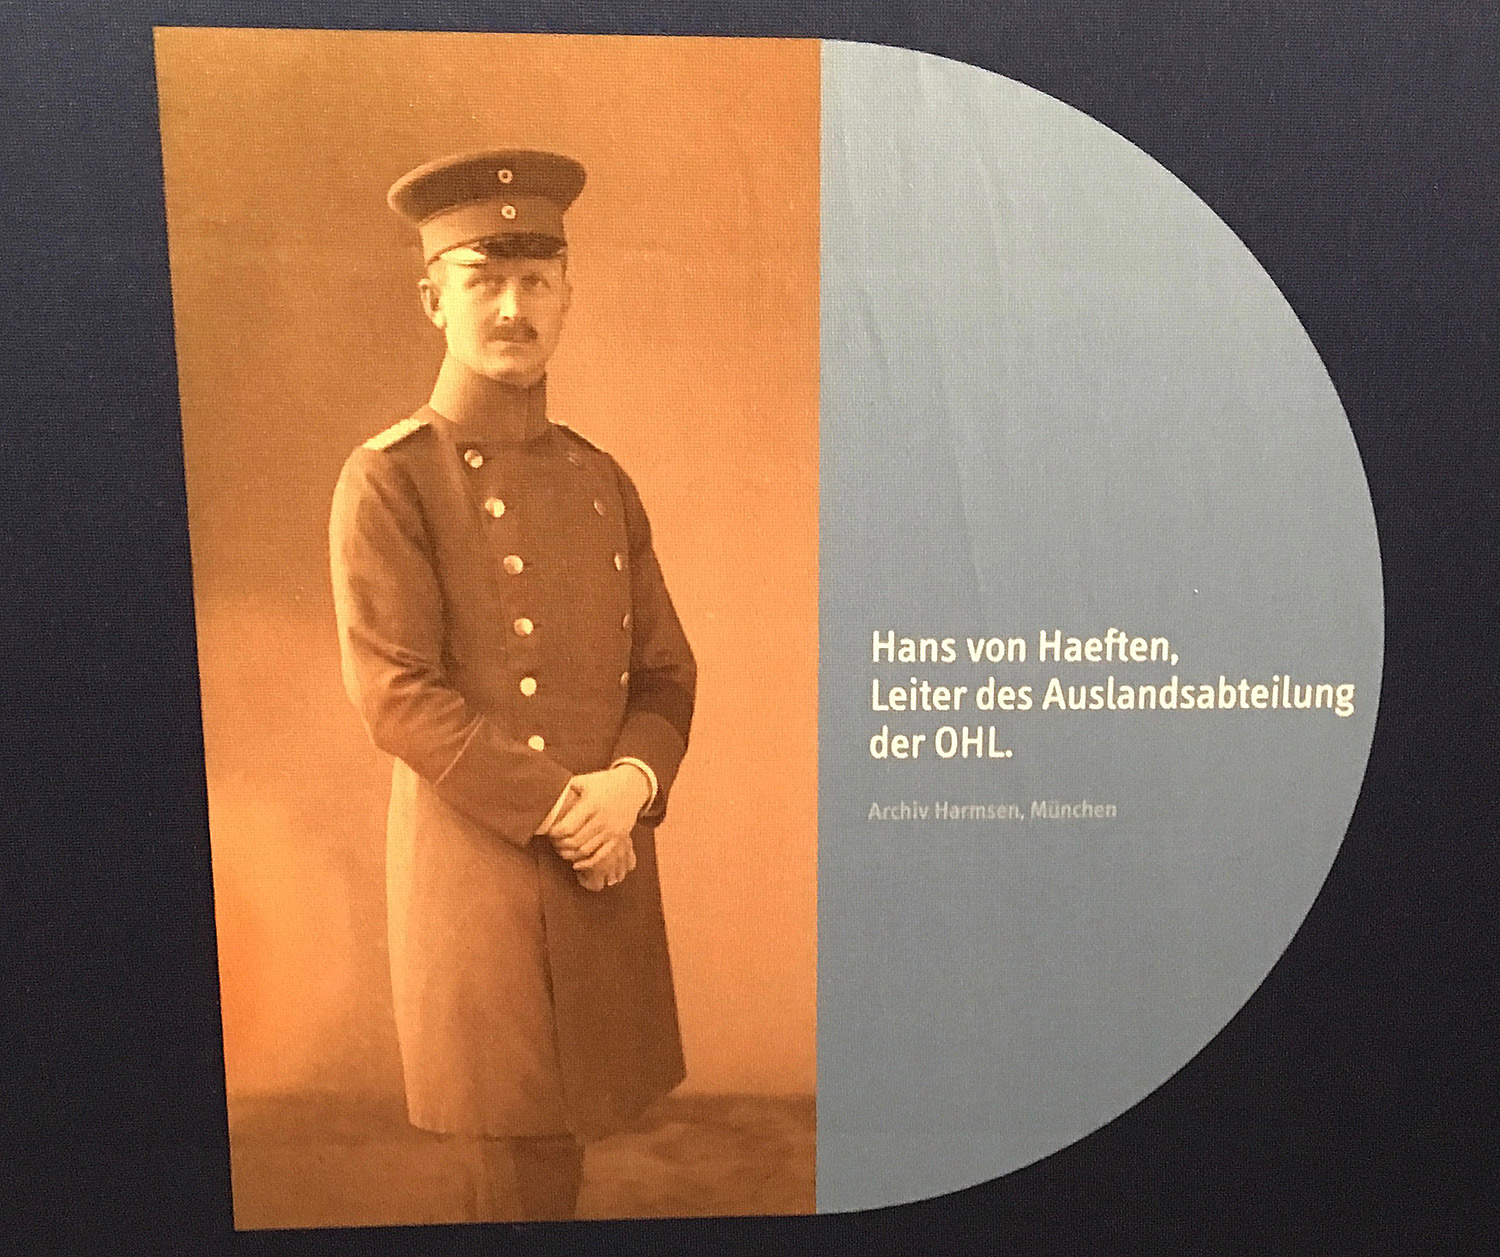 Hans von Haeften,
Leiter des Auslandsabteilung
der OHL.
Archiv Harmsen, München